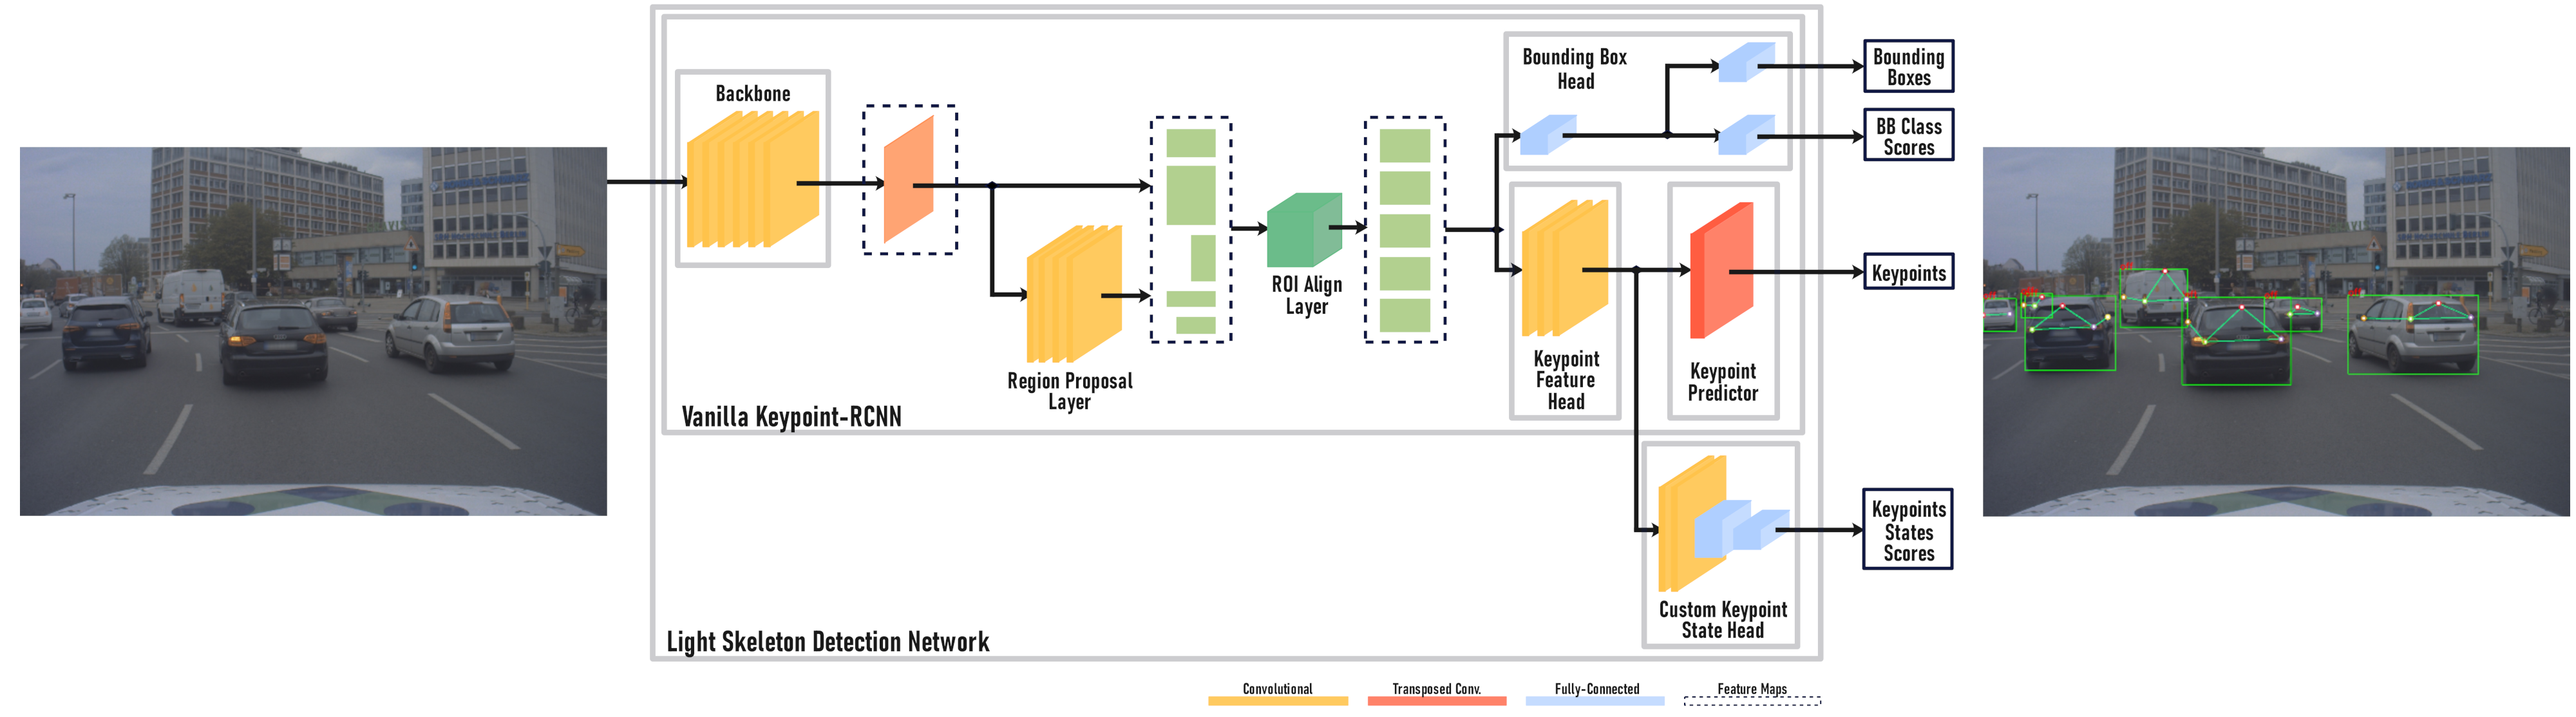 Backbone
Region Proposal
Layer
ROI Align
Layer
Bounding Box
Head
Keypoint
Feature
Head
Keypoint
Predictor
Vanilla Keypoint-RCNN
Custom Keypoint
State Head
Light Skeleton Detection Network
Bounding
Boxes
BB Class
Scores
Keypoints
Keypoints
States
Scores
Convolutional
Transposed Conv.
Fully-Connected
Feature Maps